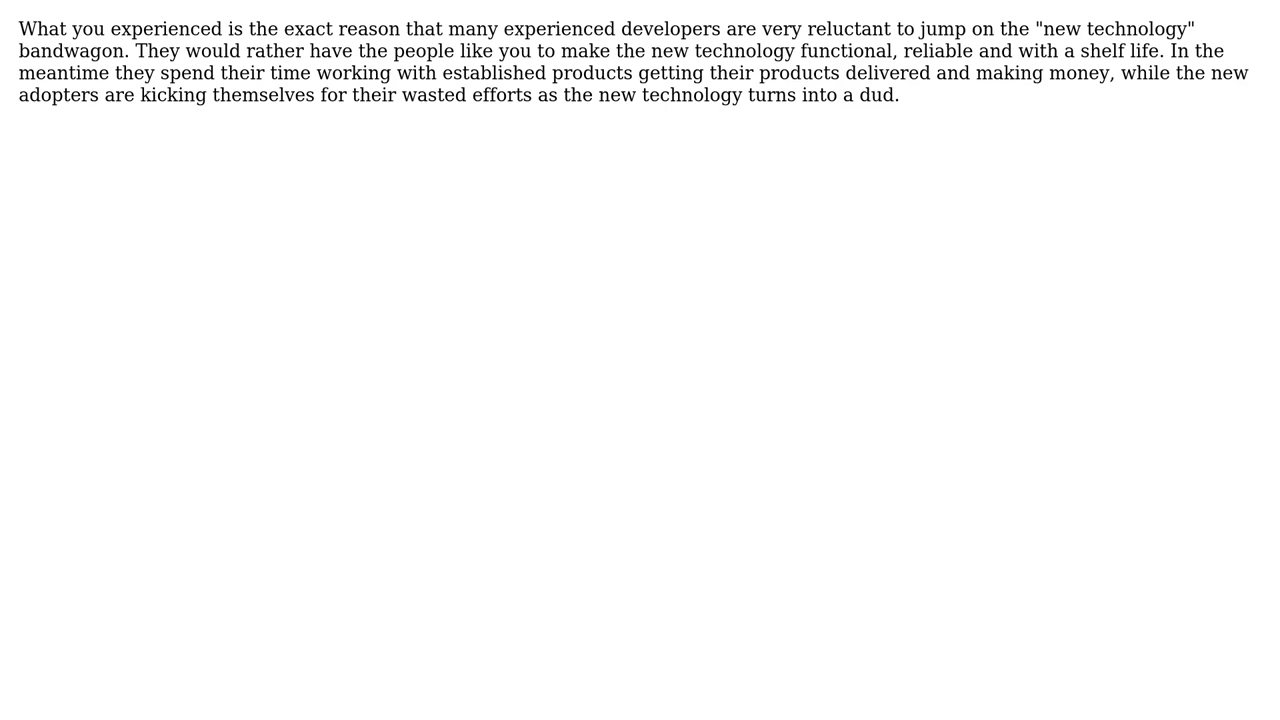 What you experienced is the exact reason that many experienced developers are very reluctant to jump on the "new technology"
bandwagon. They would rather have the people like you to make the new technology functional, reliable and with a shelf life. In the
meantime they spend their time working with established products getting their products delivered and making money, while the new
adopters are kicking themselves for their wasted efforts as the new technology turns into a dud.